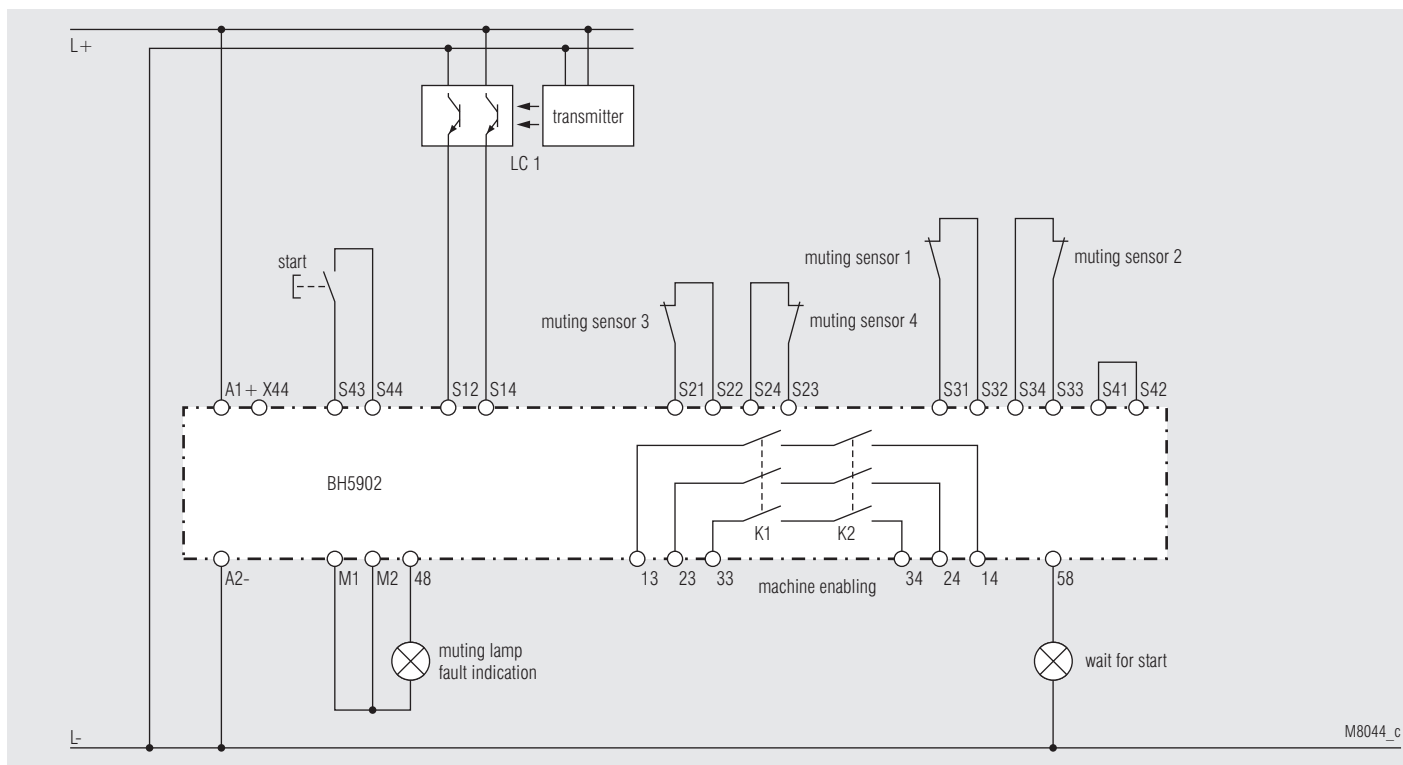 L+
transmitter
LC 1
start
muting sensor 1
muting sensor 2
muting sensor 3
muting sensor 4
A1+ X44 S43 S44 S12 S14 S21 S22 S24 S23 S31 S32 S34 S33 S41 S42
BH5902
K1 K2
A2- M1 M2 48 13 23 33 34 24 14 58
machine enabling
muting lamp
fault indication
wait for start
M8044_c
L-